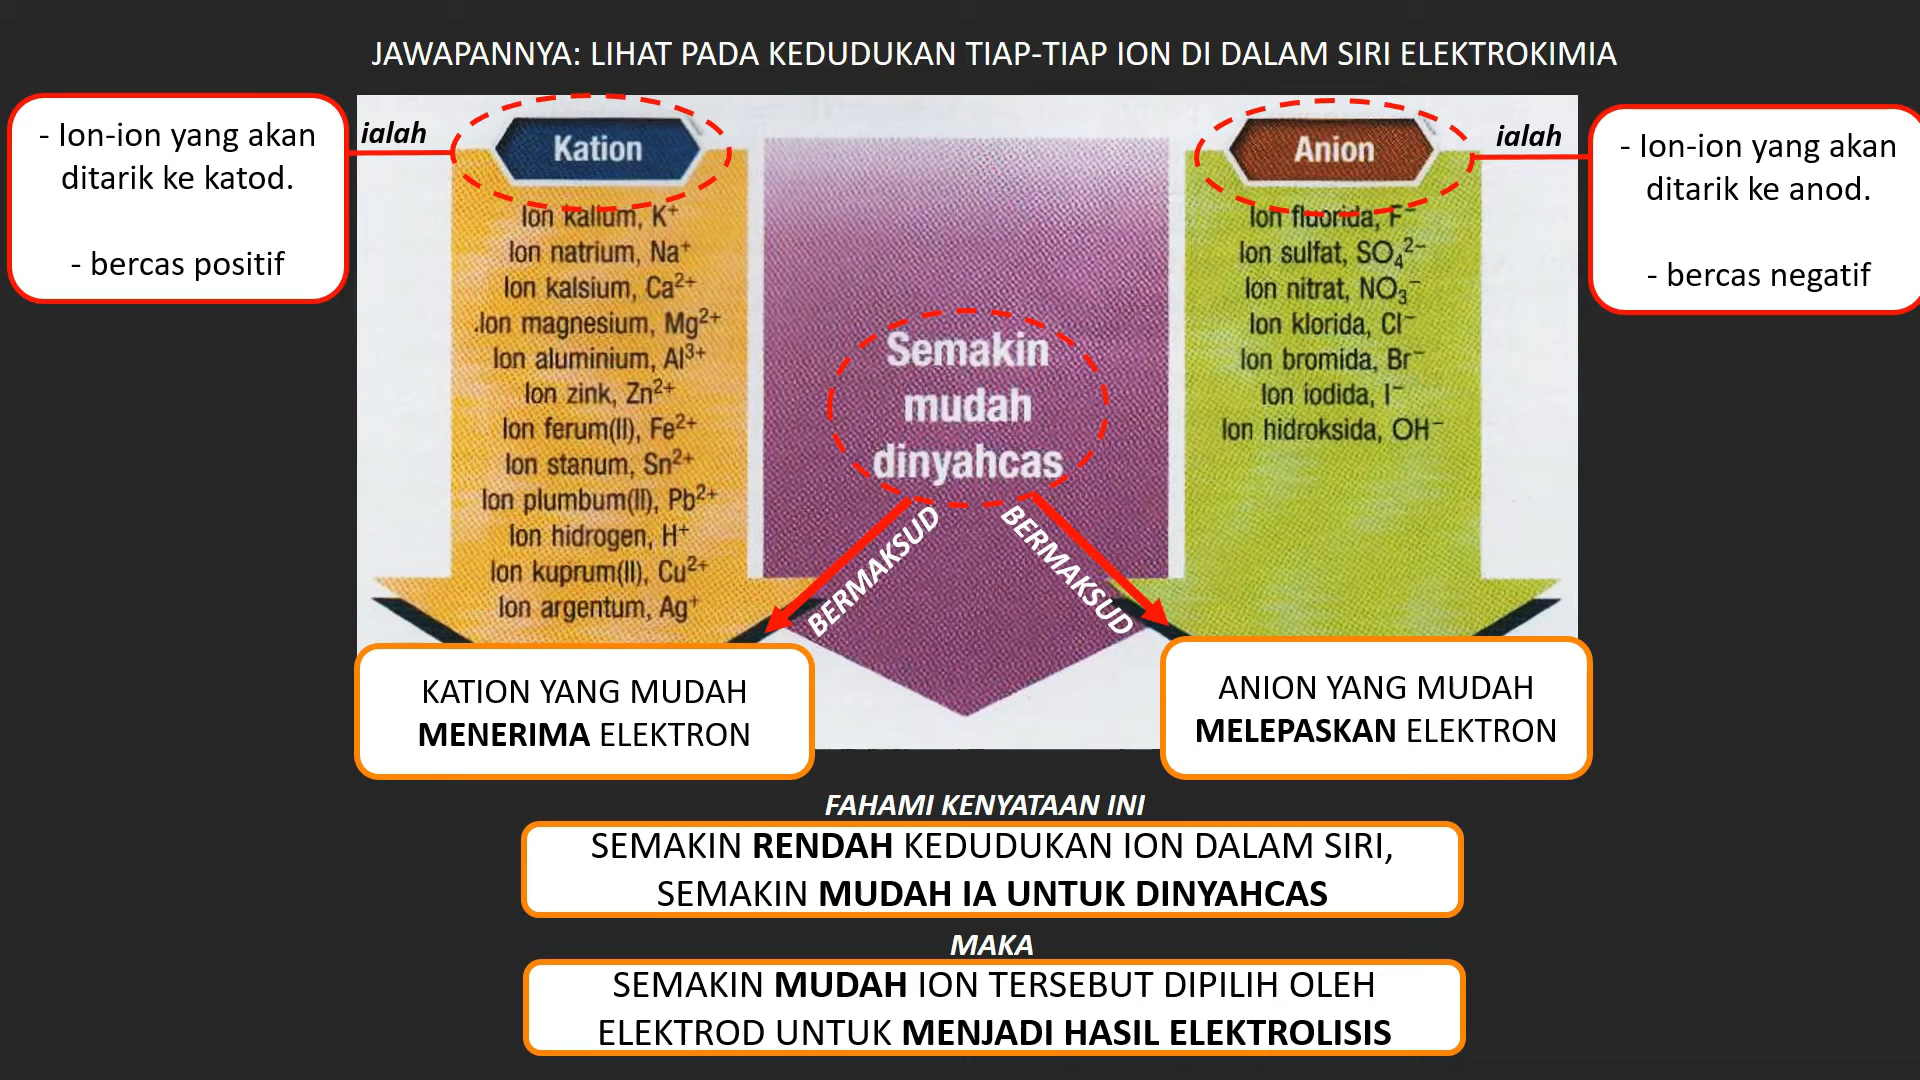 JAWAPANNYA: LIHAT PADA KEDUDUKAN TIAP-TIAP ION DI DALAM SIRI ELEKTROKIMIA
- Ion-ion yang akan
ditarik ke katod.
- bercas positif
ialah
Kation
Ion kalium, K⁺
Ion natrium, Na⁺
Ion kalsium, Ca²⁺
Ion magnesium, Mg²⁺
Ion aluminium, Al³⁺
Ion zink, Zn²⁺
Ion ferum(II), Fe²⁺
Ion stanum, Sn²⁺
Ion plumbum(II), Pb²⁺
Ion hidrogen, H⁺
Ion kuprum(II), Cu²⁺
Ion argentum, Ag⁺
Semakin
mudah
dinyahcas
BERMAKSUD
BERMAKSUD
Anion
ialah
- Ion-ion yang akan
ditarik ke anod.
- bercas negatif
Ion fluorida, F⁻
Ion sulfat, SO₄²⁻
Ion nitrat, NO₃⁻
Ion klorida, Cl⁻
Ion bromida, Br⁻
Ion iodida, I⁻
Ion hidroksida, OH⁻
KATION YANG MUDAH
MENERIMA ELEKTRON
ANION YANG MUDAH
MELEPASKAN ELEKTRON
FAHAMI KENYATAAN INI
SEMAKIN RENDAH KEDUDUKAN ION DALAM SIRI,
SEMAKIN MUDAH IA UNTUK DINYAHCAS
MAKA
SEMAKIN MUDAH ION TERSEBUT DIPILIH OLEH
ELEKTROD UNTUK MENJADI HASIL ELEKTROLISIS